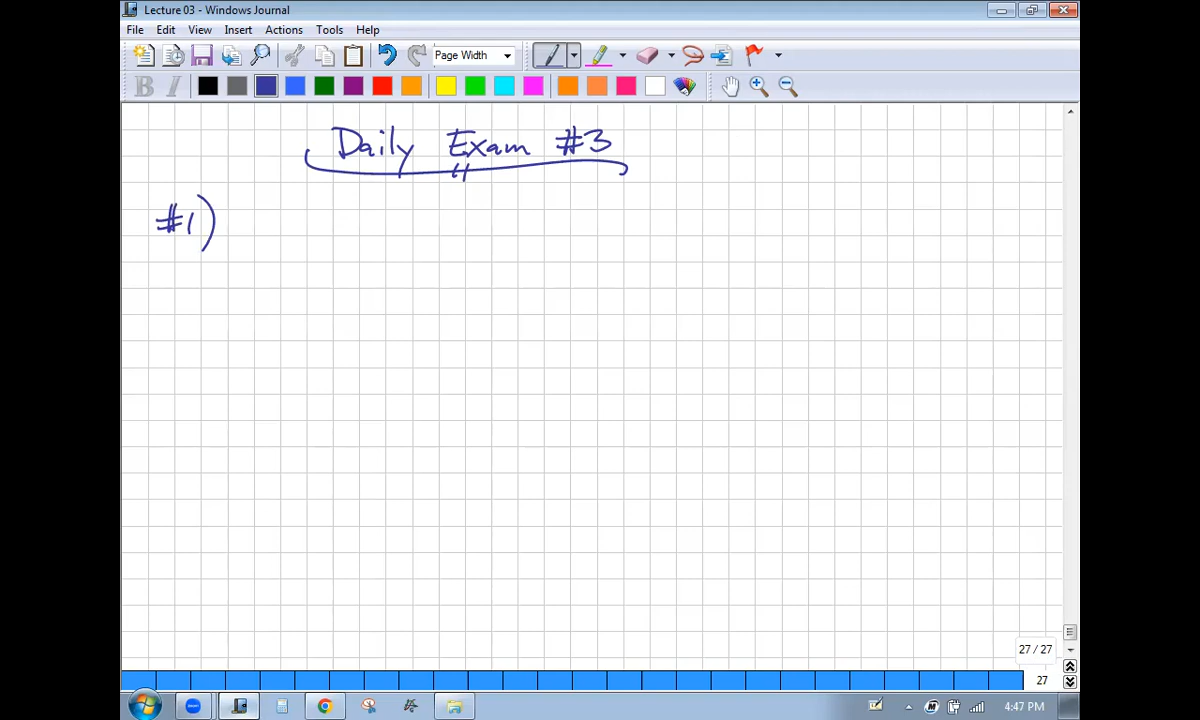 Lecture 03 - Windows Journal
File Edit View Insert Actions Tools Help
Page Width
B I
Daily Exam #3
#1)
27 / 27
27
4:47 PM